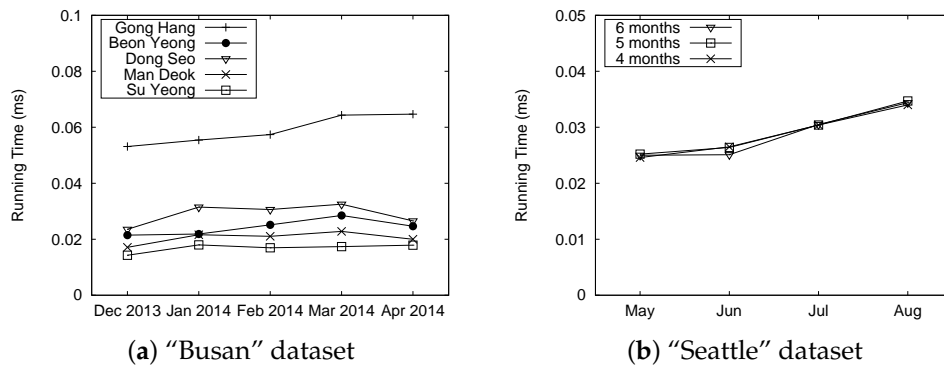 0.1
0.08
0.06
0.04
0.02
0
Running Time (ms)
Gong Hang
Beon Yeong
Dong Seo
Man Deok
Su Yeong
Dec 2013 Jan 2014 Feb 2014 Mar 2014 Apr 2014
(a) “Busan” dataset
0.05
0.04
0.03
0.02
0.01
0
Running Time (ms)
6 months
5 months
4 months
May Jun Jul Aug
(b) “Seattle” dataset